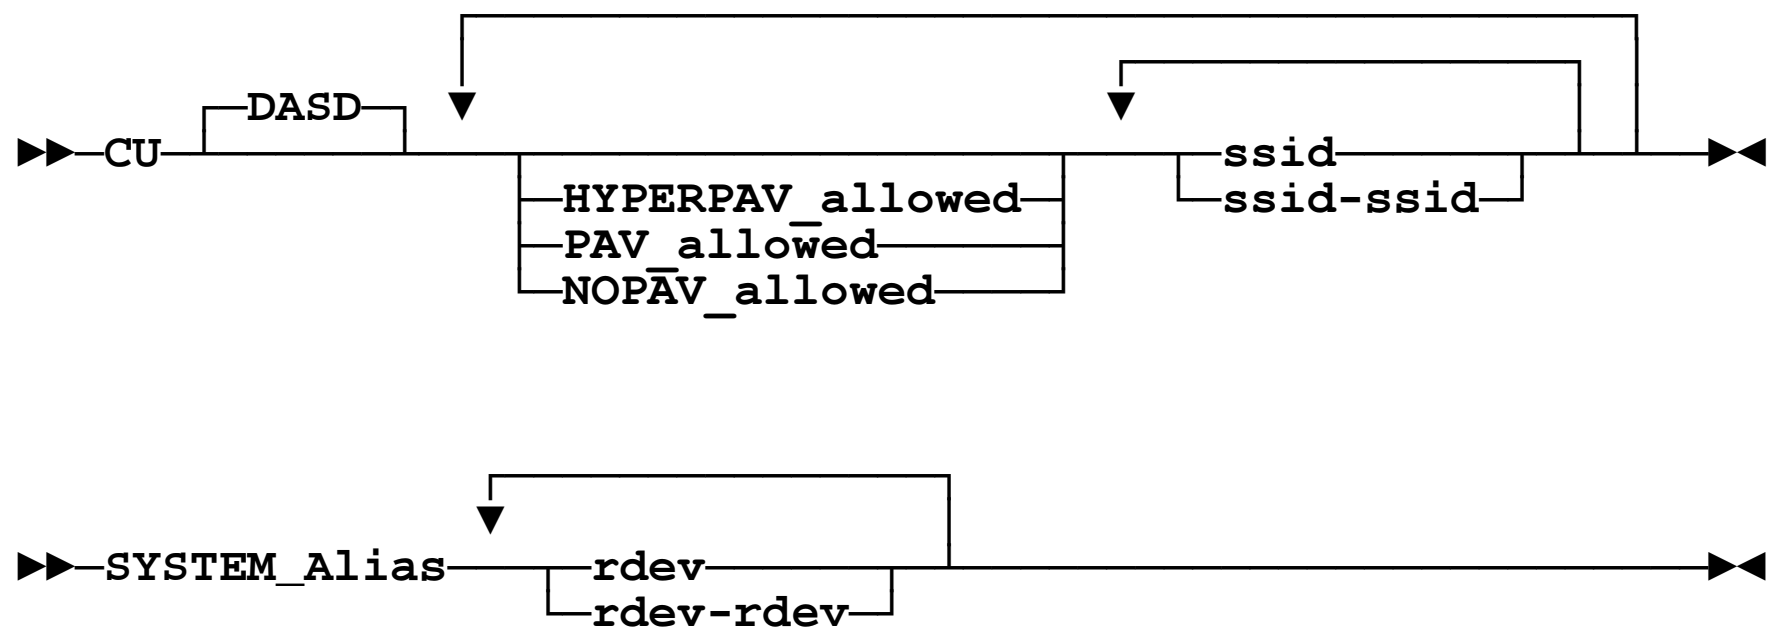 DASD
CU ssid
HYPERPAV_allowed ssid-ssid
PAV_allowed
NOPAV_allowed
SYSTEM_Alias rdev
rdev-rdev